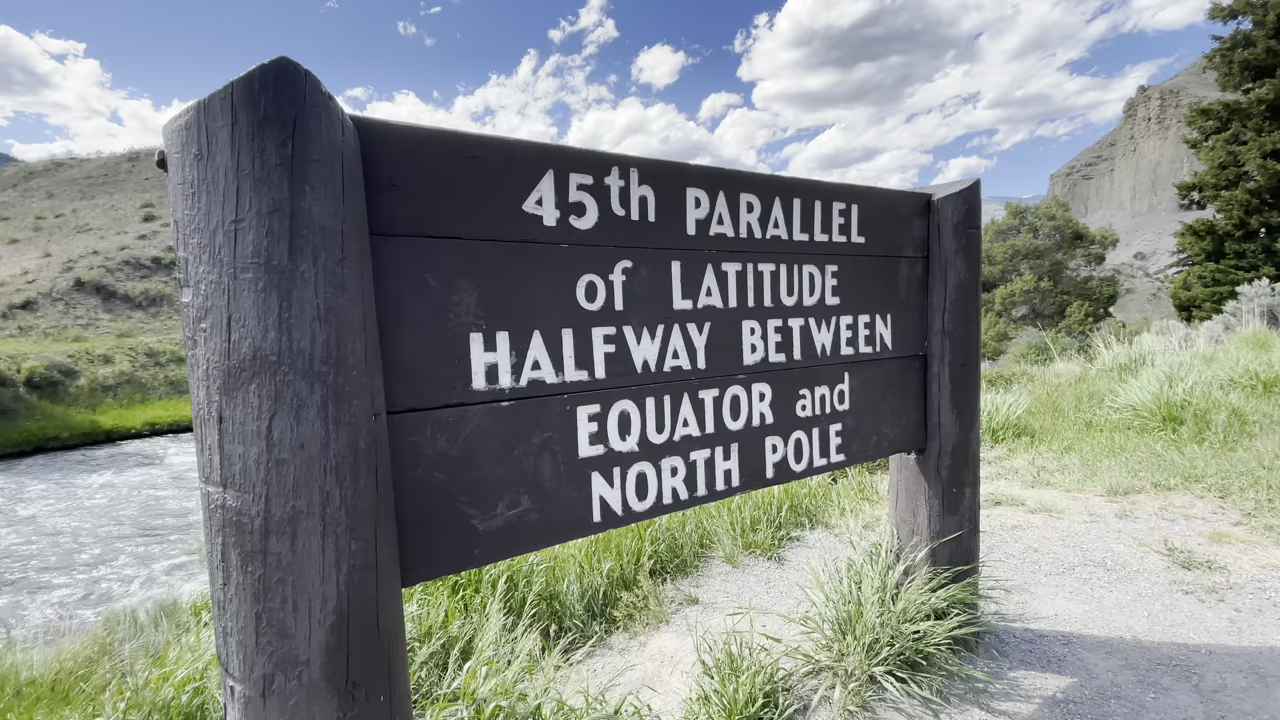 45th PARALLEL
of LATITUDE
HALFWAY BETWEEN
EQUATOR and
NORTH POLE